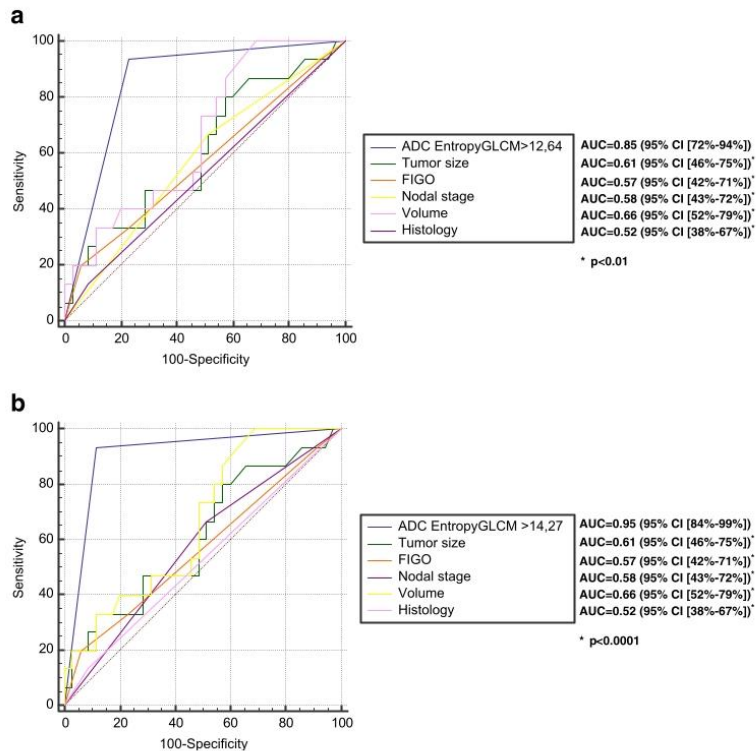 a
100
80
60
40
20
0
Sensitivity
0 20 40 60 80 100
100-Specificity
ADC EntropyGLCM>12,64 AUC=0.85 (95% CI [72%-94%])
Tumor size AUC=0.61 (95% CI [46%-75%])*
FIGO AUC=0.57 (95% CI [42%-71%])*
Nodal stage AUC=0.58 (95% CI [43%-72%])*
Volume AUC=0.66 (95% CI [52%-79%])*
Histology AUC=0.52 (95% CI [38%-67%])*
* p<0.01
b
100
80
60
40
20
0
Sensitivity
0 20 40 60 80 100
100-Specificity
ADC EntropyGLCM >14,27 AUC=0.95 (95% CI [84%-99%])
Tumor size AUC=0.61 (95% CI [46%-75%])*
FIGO AUC=0.57 (95% CI [42%-71%])*
Nodal stage AUC=0.58 (95% CI [43%-72%])*
Volume AUC=0.66 (95% CI [52%-79%])*
Histology AUC=0.52 (95% CI [38%-67%])*
* p<0.0001